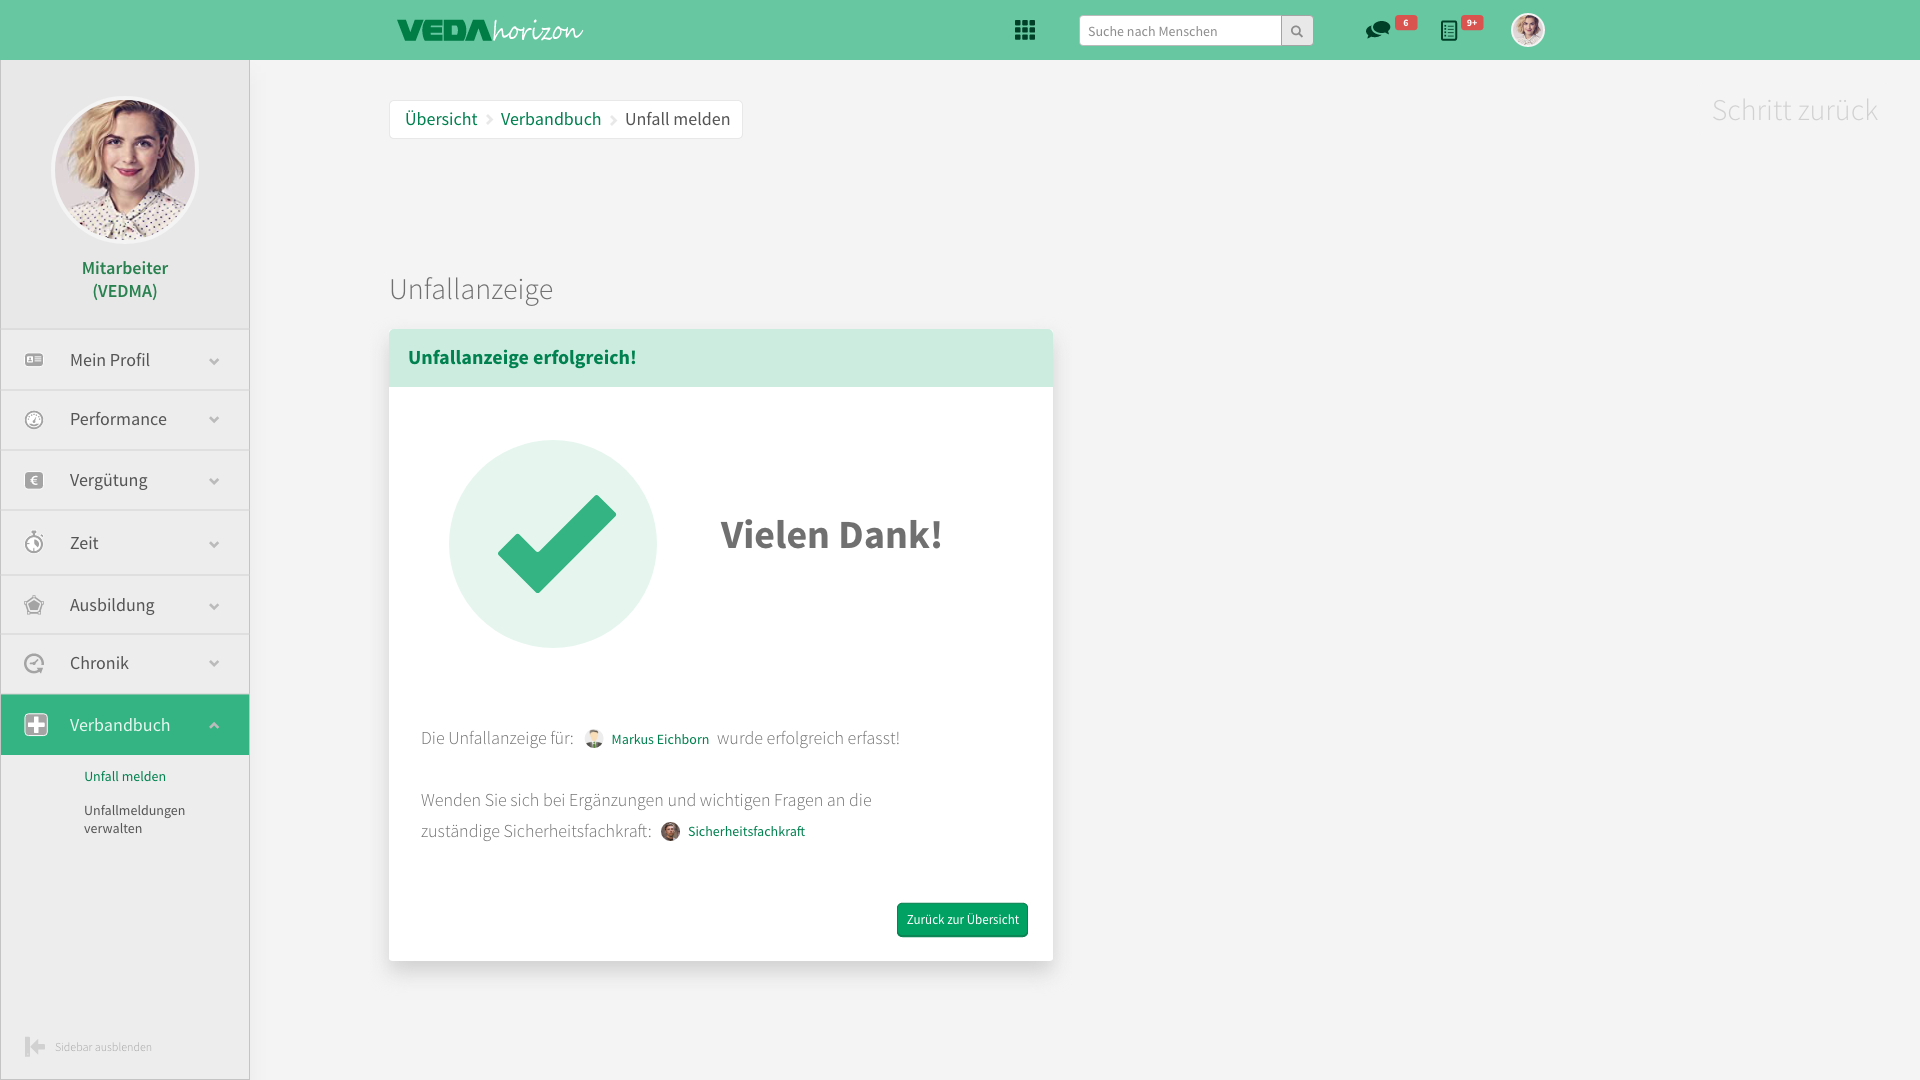 VEDA horizon
Suche nach Menschen
6
9+
Mitarbeiter
(VEDMA)
Mein Profil
Performance
Vergütung
Zeit
Ausbildung
Chronik
Verbandbuch
Unfall melden
Unfallmeldungen
verwalten
Sidebar ausblenden
Übersicht
Verbandbuch
Unfall melden
Schritt zurück
Unfallanzeige
Unfallanzeige erfolgreich!
Vielen Dank!
Die Unfallanzeige für: Markus Eichborn wurde erfolgreich erfasst!
Wenden Sie sich bei Ergänzungen und wichtigen Fragen an die
zuständige Sicherheitsfachkraft: Sicherheitsfachkraft
Zurück zur Übersicht